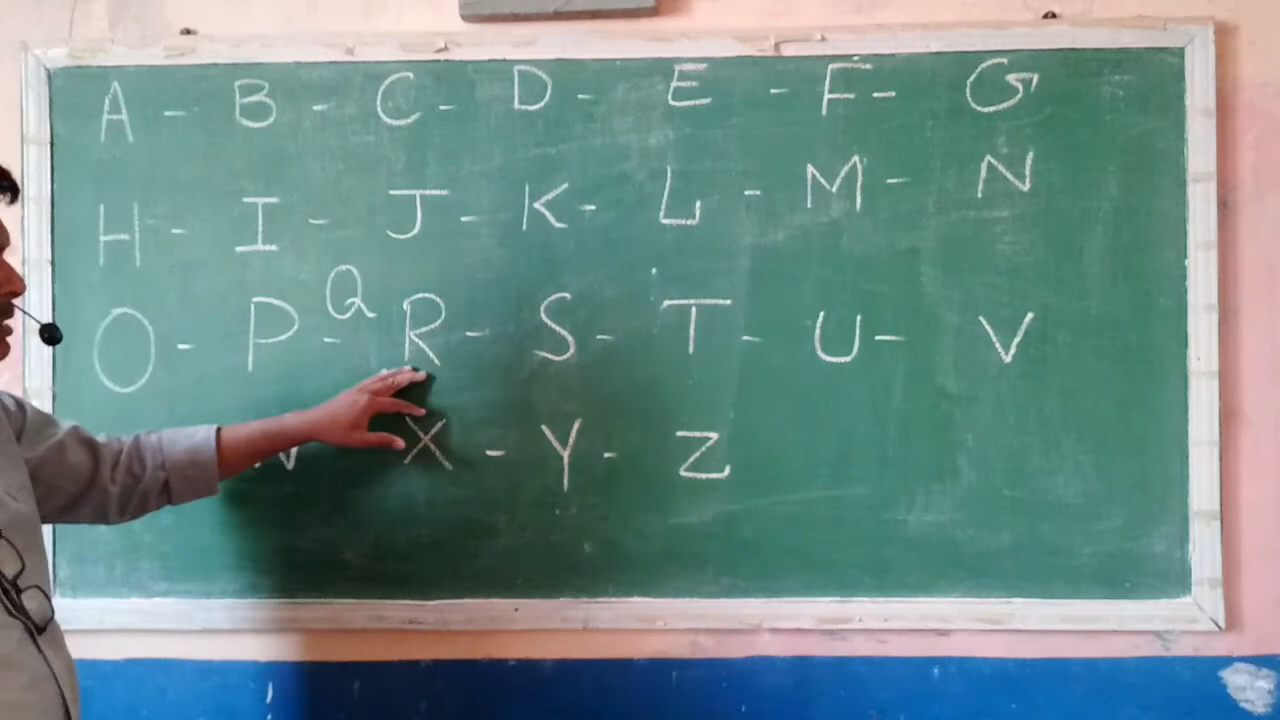 A - B - C - D - E - F - G
H - I - J - K - L - M - N
O - P - Q R - S - T - U - V
X - Y - Z